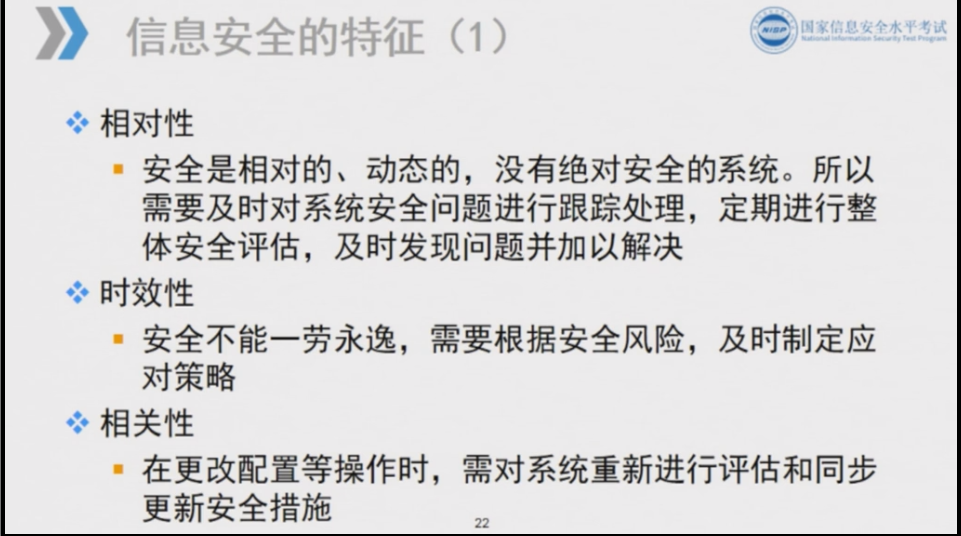 信息安全的特征（1）
NISP
国家信息安全水平考试
National Information Security Test Program
相对性
安全是相对的、动态的，没有绝对安全的系统。所以
需要及时对系统安全问题进行跟踪处理，定期进行整
体安全评估，及时发现问题并加以解决
时效性
安全不能一劳永逸，需要根据安全风险，及时制定应
对策略
相关性
在更改配置等操作时，需对系统重新进行评估和同步
更新安全措施
22